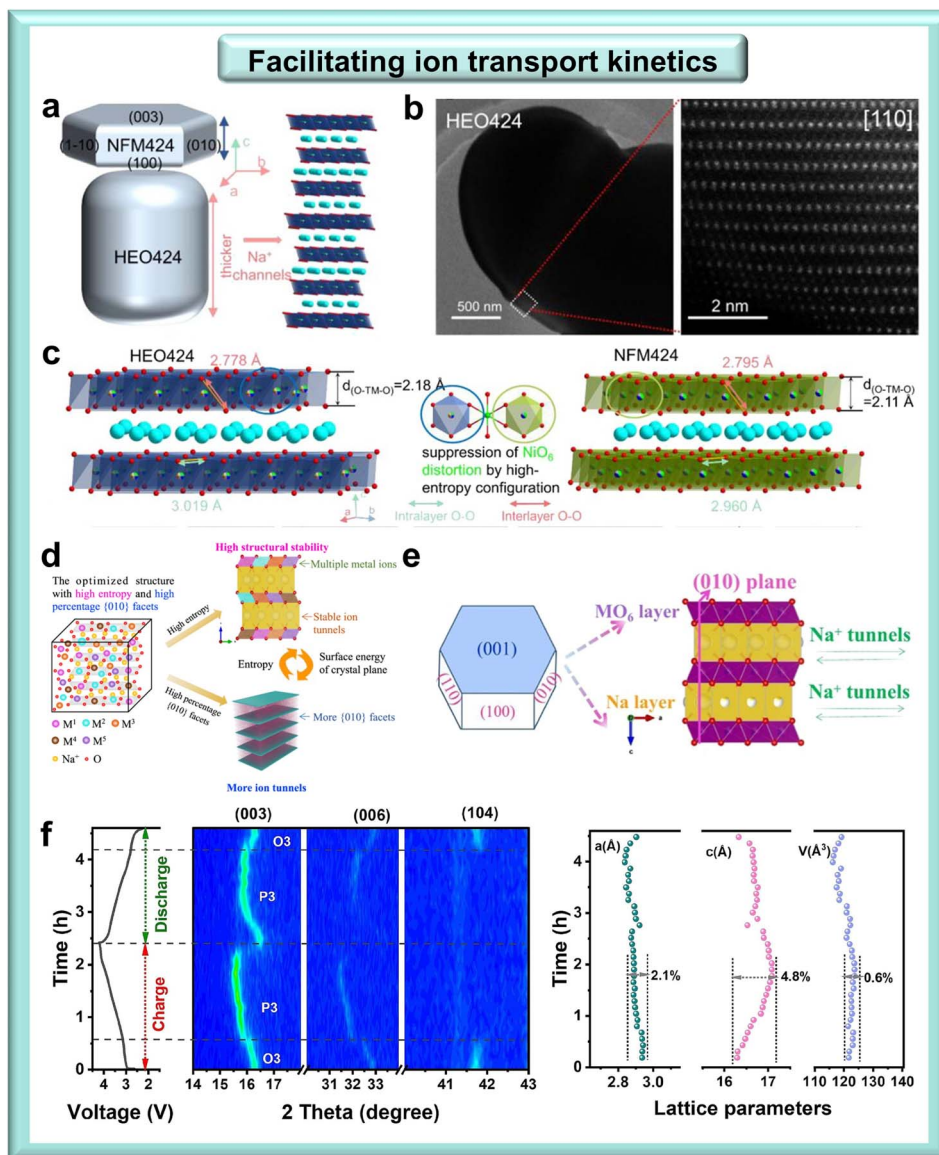 Facilitating ion transport kinetics
a
(003)
(1-10)
NFM424
(010)
(100)
c
b
a
HEO424
thicker
Na⁺
channels
b
HEO424
500 nm
[110]
2 nm
c
HEO424
2.778 Å
d(O-TM-O)=2.18 Å
3.019 Å
suppression of NiO₆
distortion by high-
entropy configuration
c
a
b
Intralayer O-O
Interlayer O-O
NFM424
2.795 Å
d(O-TM-O)
=2.11 Å
2.960 Å
d
The optimized structure
with high entropy and high
percentage {010} facets
M¹ M² M³
M⁴ M⁵
Na⁺ O
High entropy
High percentage
{010} facets
High structural stability
Multiple metal ions
Stable ion
tunnels
Entropy
Surface energy
of crystal plane
More {010} facets
More ion tunnels
e
(001)
(110)
(100)
(010)
MO₆ layer
Na layer
a
c
(010) plane
Na⁺ tunnels
Na⁺ tunnels
f
Time (h)
0
1
2
3
4
4 3 2
Voltage (V)
Discharge
Charge
(003)
(006)
(104)
O3
P3
P3
O3
14 15 16 17 31 32 33 41 42 43
2 Theta (degree)
Time (h)
0
1
2
3
4
a(Å)
c(Å)
V(Å³)
2.1%
4.8%
0.6%
2.8 3.0 16 17 110 120 130 140
Lattice parameters